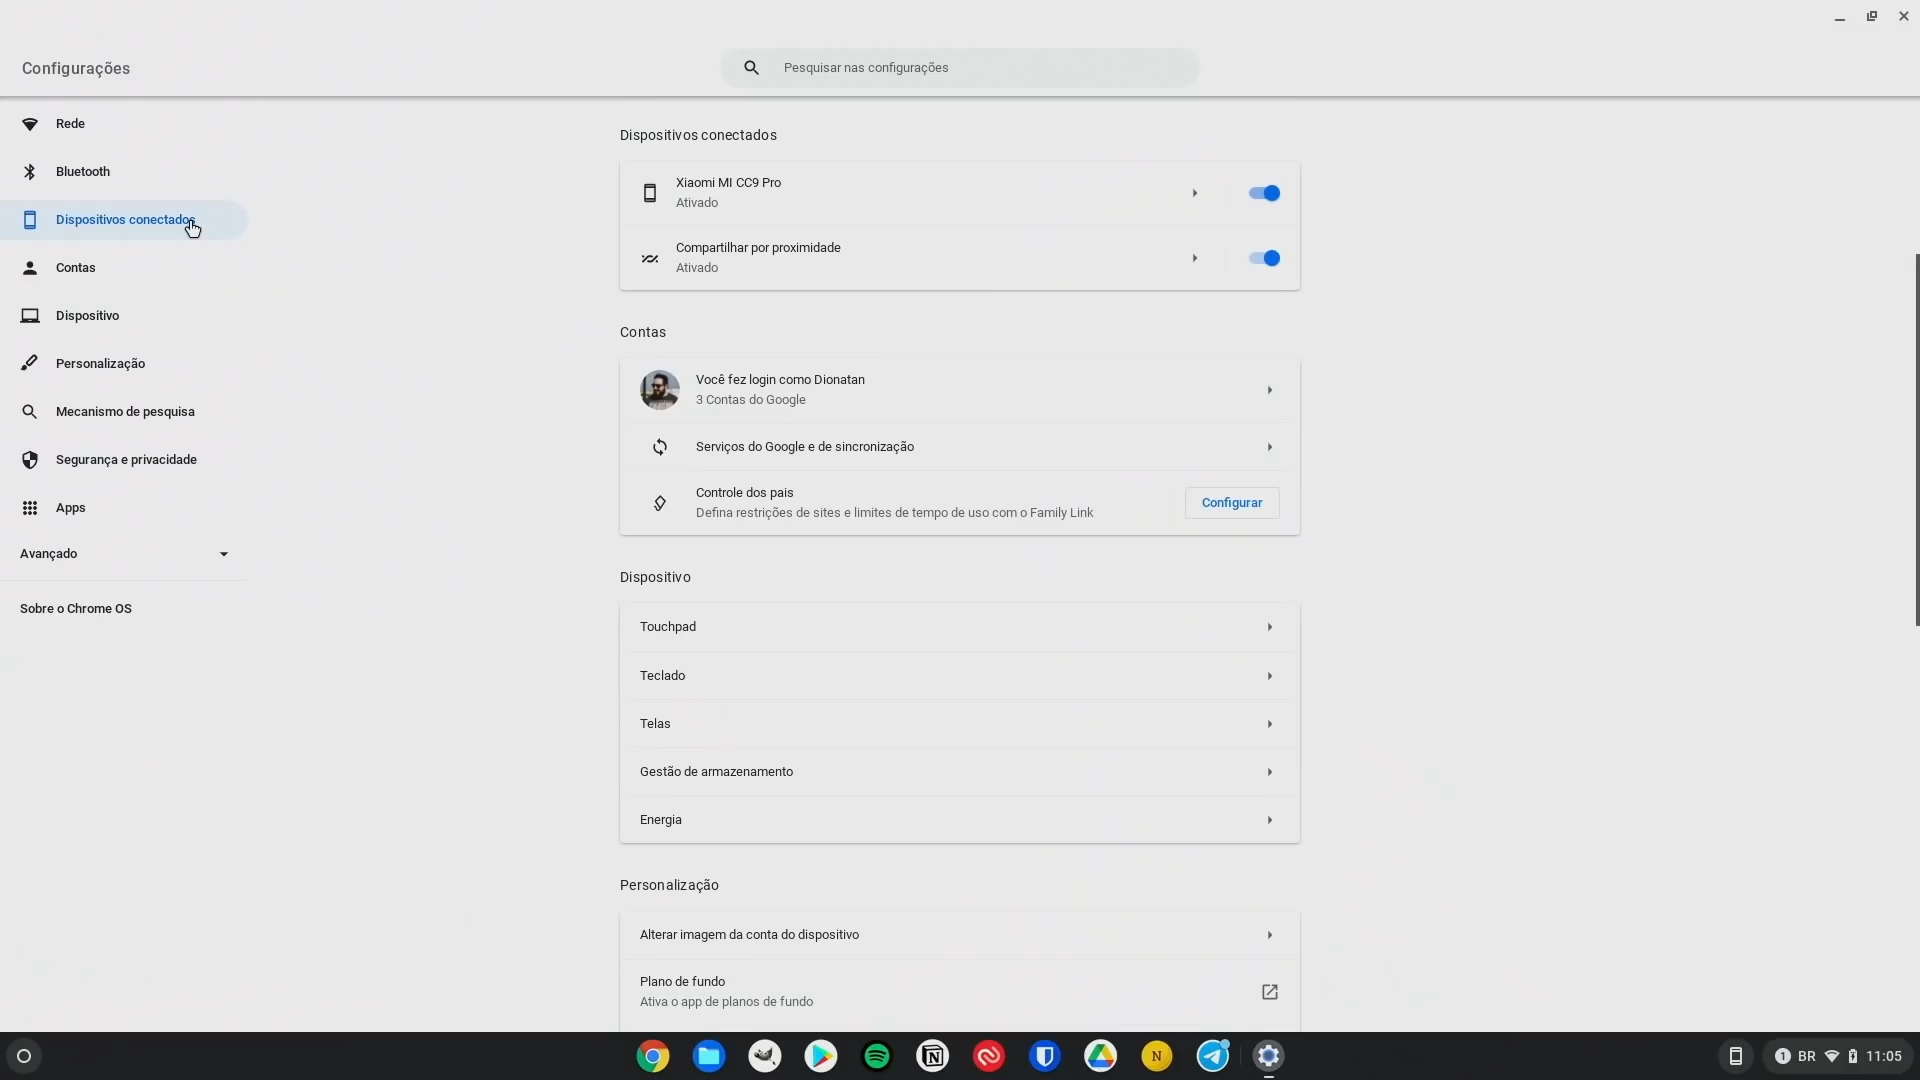 Configurações
Pesquisar nas configurações
Rede
Bluetooth
Dispositivos conectados
Contas
Dispositivo
Personalização
Mecanismo de pesquisa
Segurança e privacidade
Apps
Avançado
Sobre o Chrome OS
Dispositivos conectados
Xiaomi MI CC9 Pro
Ativado
Compartilhar por proximidade
Ativado
Contas
Você fez login como Dionatan
3 Contas do Google
Serviços do Google e de sincronização
Controle dos pais
Defina restrições de sites e limites de tempo de uso com o Family Link
Configurar
Dispositivo
Touchpad
Teclado
Telas
Gestão de armazenamento
Energia
Personalização
Alterar imagem da conta do dispositivo
Plano de fundo
Ativa o app de planos de fundo
N
N
1 BR 11:05